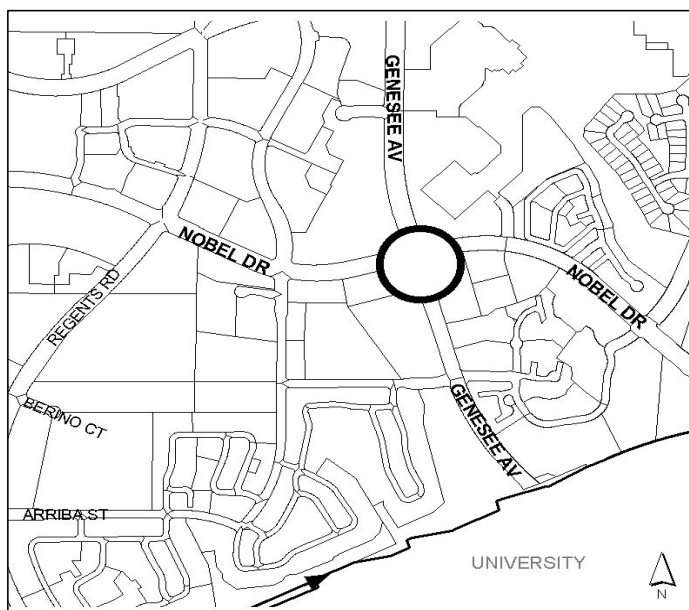 GENESEE AV
NOBEL DR
NOBEL DR
REGENTS RD
GENESEE AV
BERINO CT
ARRIBA ST
UNIVERSITY
N